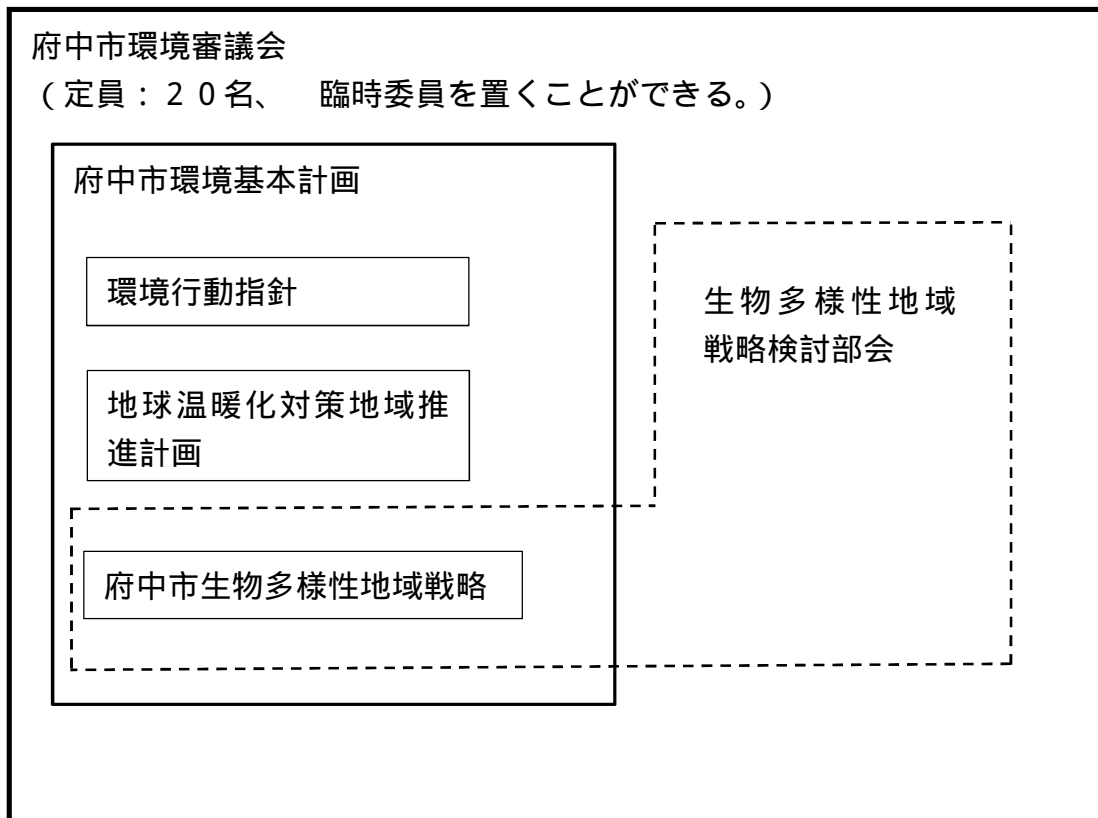 府中市環境審議会
（定員：２０名、　臨時委員を置くことができる。）
府中市環境基本計画
環境行動指針
生物多様性地域
戦略検討部会
地球温暖化対策地域推
進計画
府中市生物多様性地域戦略